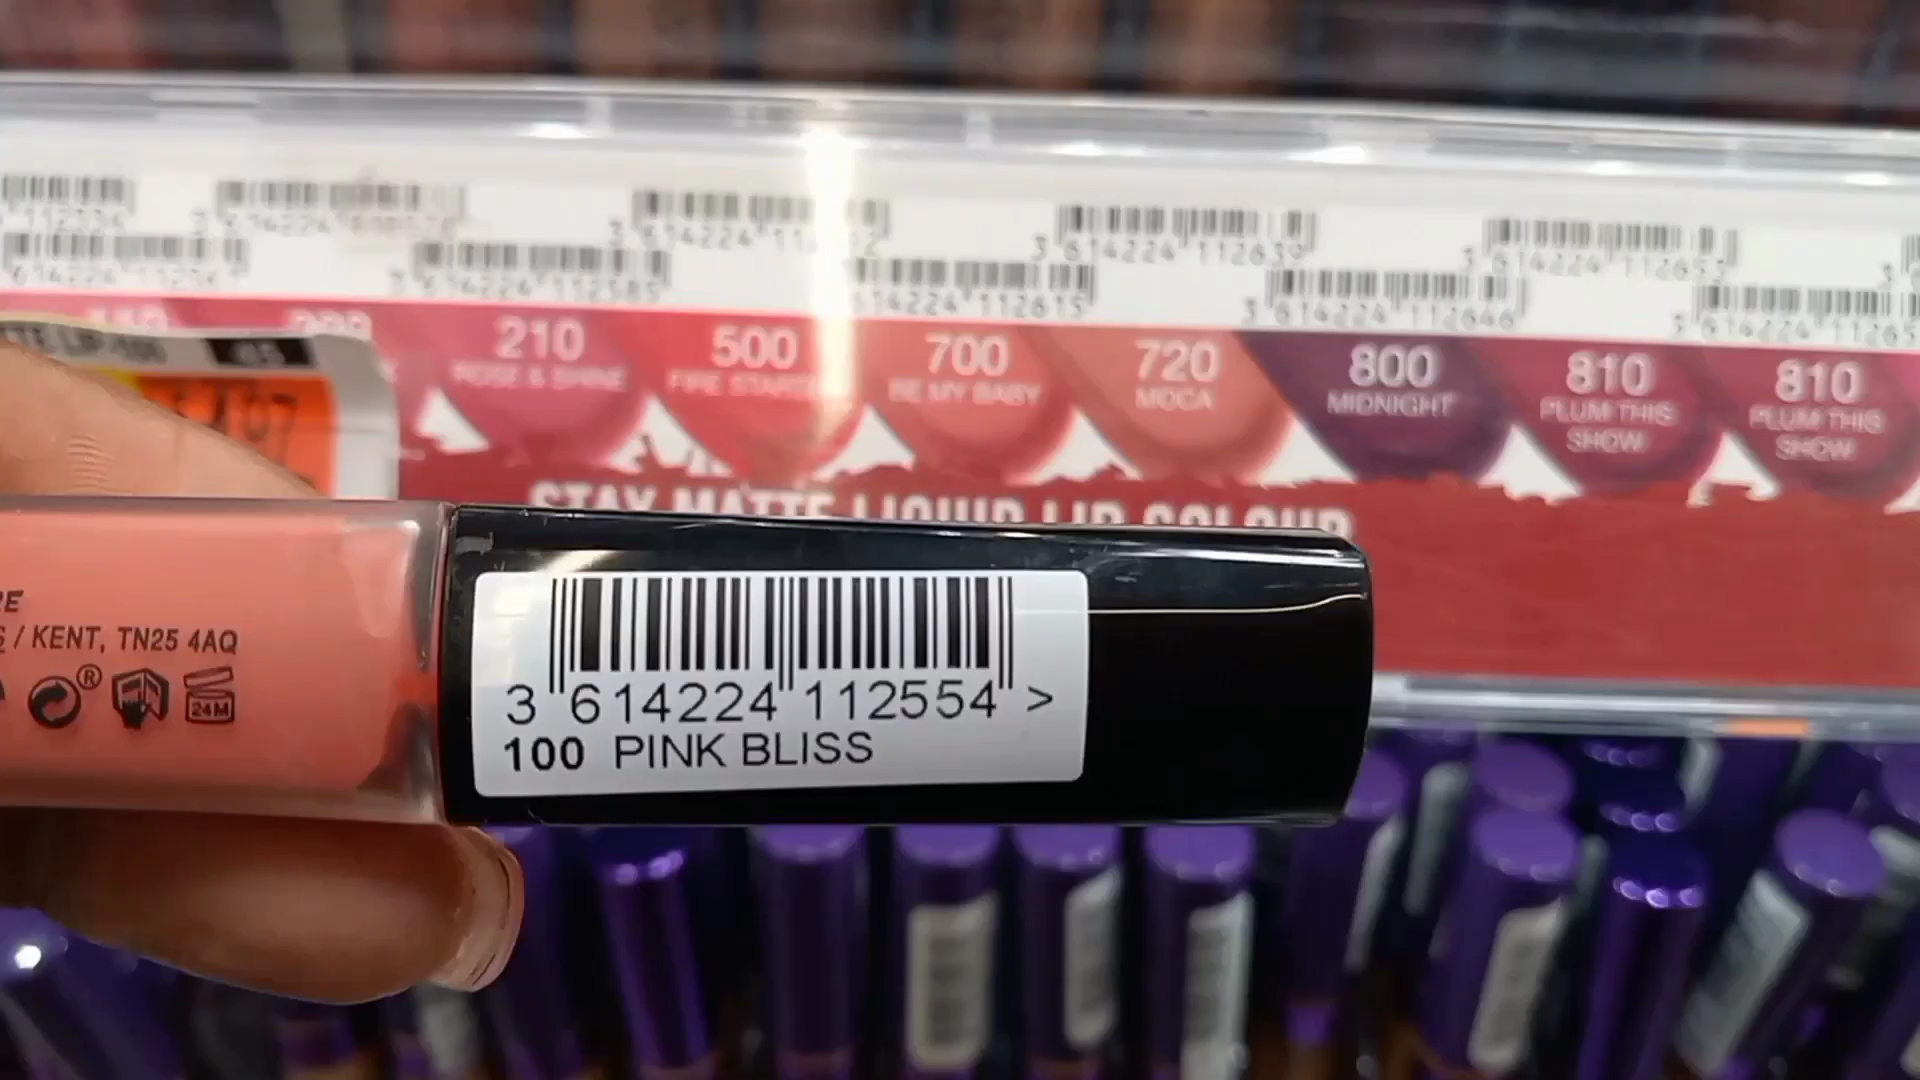 3 614224 112639
3 614224 112585
614224 112615
3 614224 112646
3 614224 112653
210
ROSE & SHINE
500
700
BE MY BABY
720
MOCA
800
MIDNIGHT
810
PLUM THIS
SHOW
810
PLUM THIS
SHOW
STAY MATTE LIQUID LIP COLOUR
/ KENT, TN25 4AQ
24M
3 614224 112554 >
100 PINK BLISS